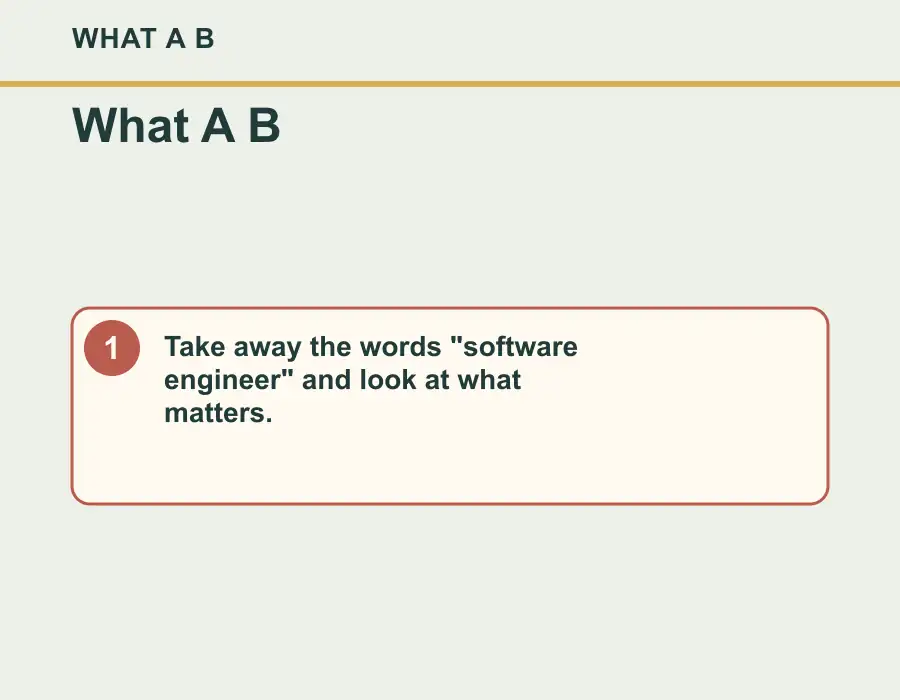 WHAT A B
What A B
1
Take away the words "software
engineer" and look at what
matters.